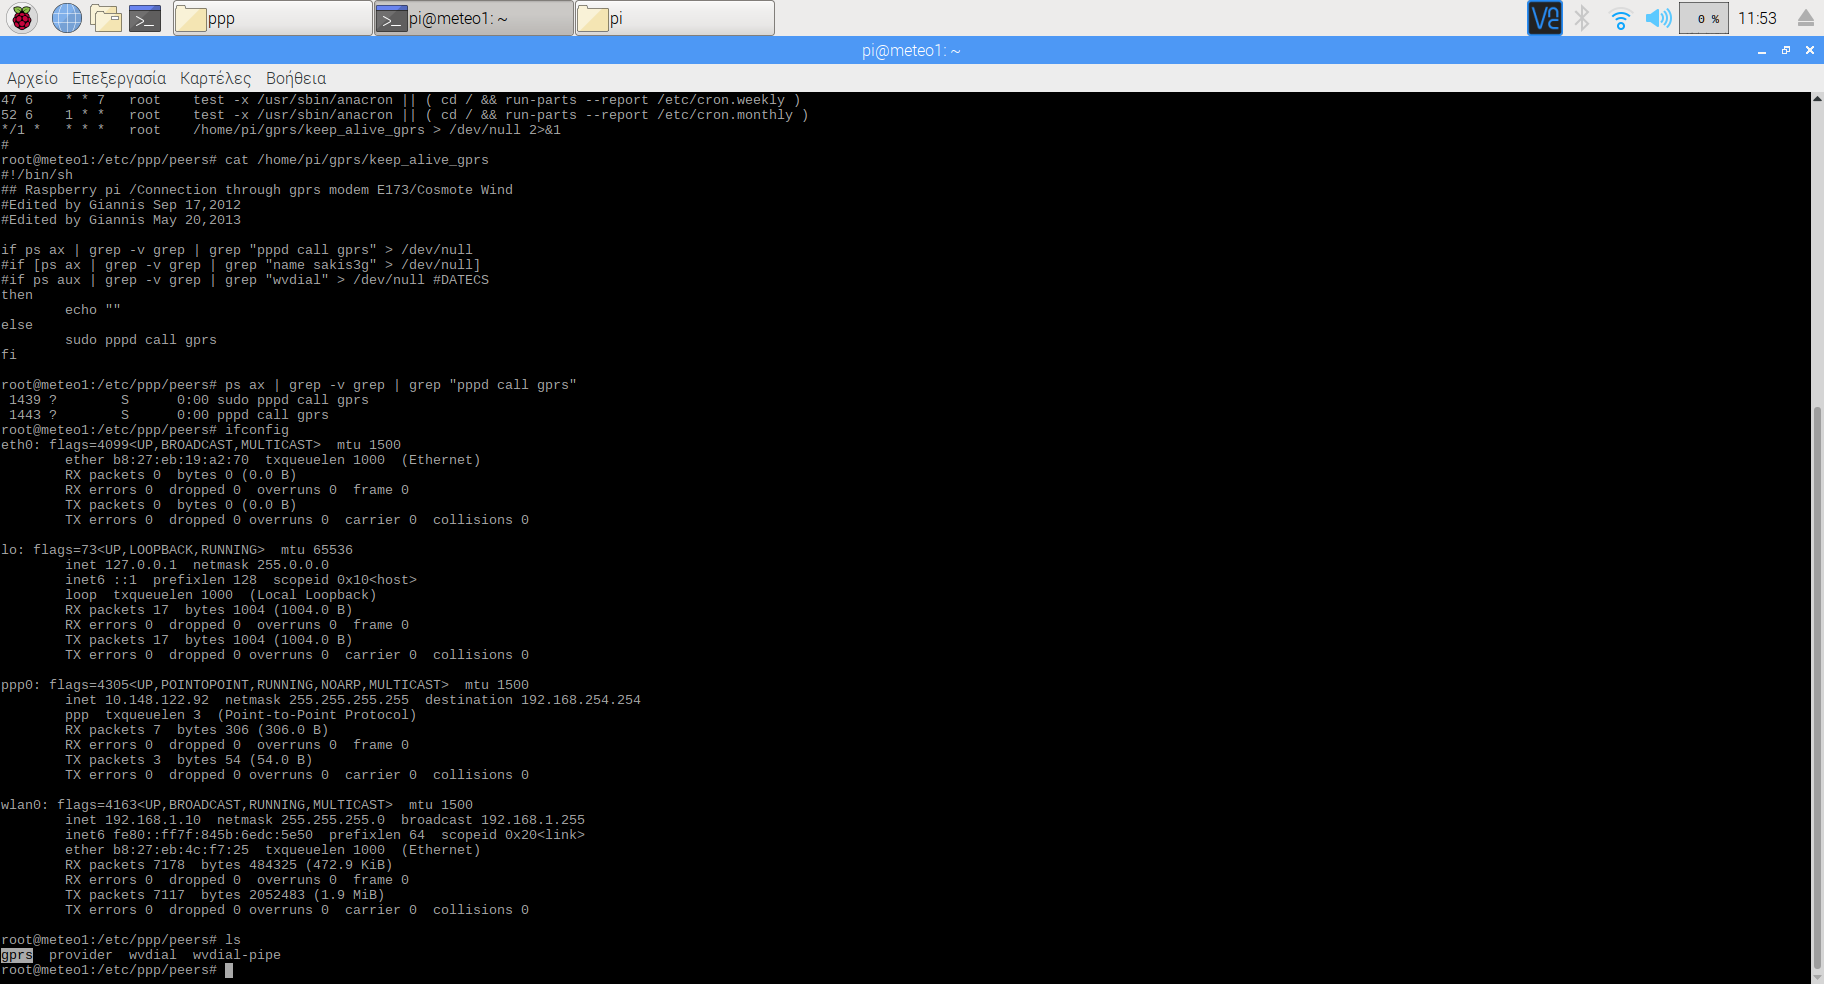 ppp
pi@meteo1: ~
pi
0 %
11:53
pi@meteo1: ~
Αρχείο Επεξεργασία Καρτέλες Βοήθεια
47 6    * * 7   root    test -x /usr/sbin/anacron || ( cd / && run-parts --report /etc/cron.weekly )
52 6    1 * *   root    test -x /usr/sbin/anacron || ( cd / && run-parts --report /etc/cron.monthly )
*/1 *   * * *   root    /home/pi/gprs/keep_alive_gprs > /dev/null 2>&1
#
root@meteo1:/etc/ppp/peers# cat /home/pi/gprs/keep_alive_gprs
#!/bin/sh
## Raspberry pi /Connection through gprs modem E173/Cosmote Wind
#Edited by Giannis Sep 17,2012
#Edited by Giannis May 20,2013
if ps ax | grep -v grep | grep "pppd call gprs" > /dev/null
#if [ps ax | grep -v grep | grep "name sakis3g" > /dev/null]
#if ps aux | grep -v grep | grep "wvdial" > /dev/null #DATECS
then
        echo ""
else
        sudo pppd call gprs
fi
root@meteo1:/etc/ppp/peers# ps ax | grep -v grep | grep "pppd call gprs"
 1439 ?        S      0:00 sudo pppd call gprs
 1443 ?        S      0:00 pppd call gprs
root@meteo1:/etc/ppp/peers# ifconfig
eth0: flags=4099<UP,BROADCAST,MULTICAST>  mtu 1500
        ether b8:27:eb:19:a2:70  txqueuelen 1000  (Ethernet)
        RX packets 0  bytes 0 (0.0 B)
        RX errors 0  dropped 0  overruns 0  frame 0
        TX packets 0  bytes 0 (0.0 B)
        TX errors 0  dropped 0 overruns 0  carrier 0  collisions 0
lo: flags=73<UP,LOOPBACK,RUNNING>  mtu 65536
        inet 127.0.0.1  netmask 255.0.0.0
        inet6 ::1  prefixlen 128  scopeid 0x10<host>
        loop  txqueuelen 1000  (Local Loopback)
        RX packets 17  bytes 1004 (1004.0 B)
        RX errors 0  dropped 0  overruns 0  frame 0
        TX packets 17  bytes 1004 (1004.0 B)
        TX errors 0  dropped 0 overruns 0  carrier 0  collisions 0
ppp0: flags=4305<UP,POINTOPOINT,RUNNING,NOARP,MULTICAST>  mtu 1500
        inet 10.148.122.92  netmask 255.255.255.255  destination 192.168.254.254
        ppp  txqueuelen 3  (Point-to-Point Protocol)
        RX packets 7  bytes 306 (306.0 B)
        RX errors 0  dropped 0  overruns 0  frame 0
        TX packets 3  bytes 54 (54.0 B)
        TX errors 0  dropped 0 overruns 0  carrier 0  collisions 0
wlan0: flags=4163<UP,BROADCAST,RUNNING,MULTICAST>  mtu 1500
        inet 192.168.1.10  netmask 255.255.255.0  broadcast 192.168.1.255
        inet6 fe80::ff7f:845b:6edc:5e50  prefixlen 64  scopeid 0x20<link>
        ether b8:27:eb:4c:f7:25  txqueuelen 1000  (Ethernet)
        RX packets 7178  bytes 484325 (472.9 KiB)
        RX errors 0  dropped 0  overruns 0  frame 0
        TX packets 7117  bytes 2052483 (1.9 MiB)
        TX errors 0  dropped 0 overruns 0  carrier 0  collisions 0
root@meteo1:/etc/ppp/peers# ls
gprs  provider  wvdial  wvdial-pipe
root@meteo1:/etc/ppp/peers#